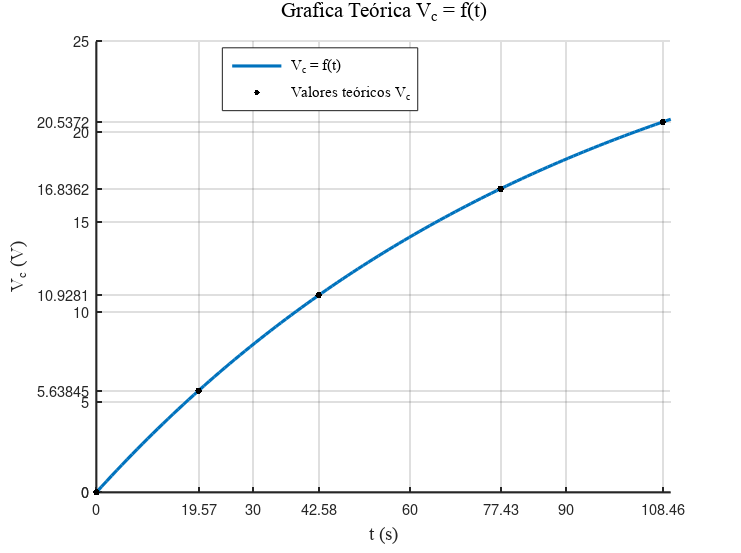 Grafica Teórica V_c = f(t)
25
V_c = f(t)
Valores teóricos V_c
20.5372
20
16.8362
15
V_c (V)
10.9281
10
5.63845
5
0
0 19.57 30 42.58 60 77.43 90 108.46
t (s)